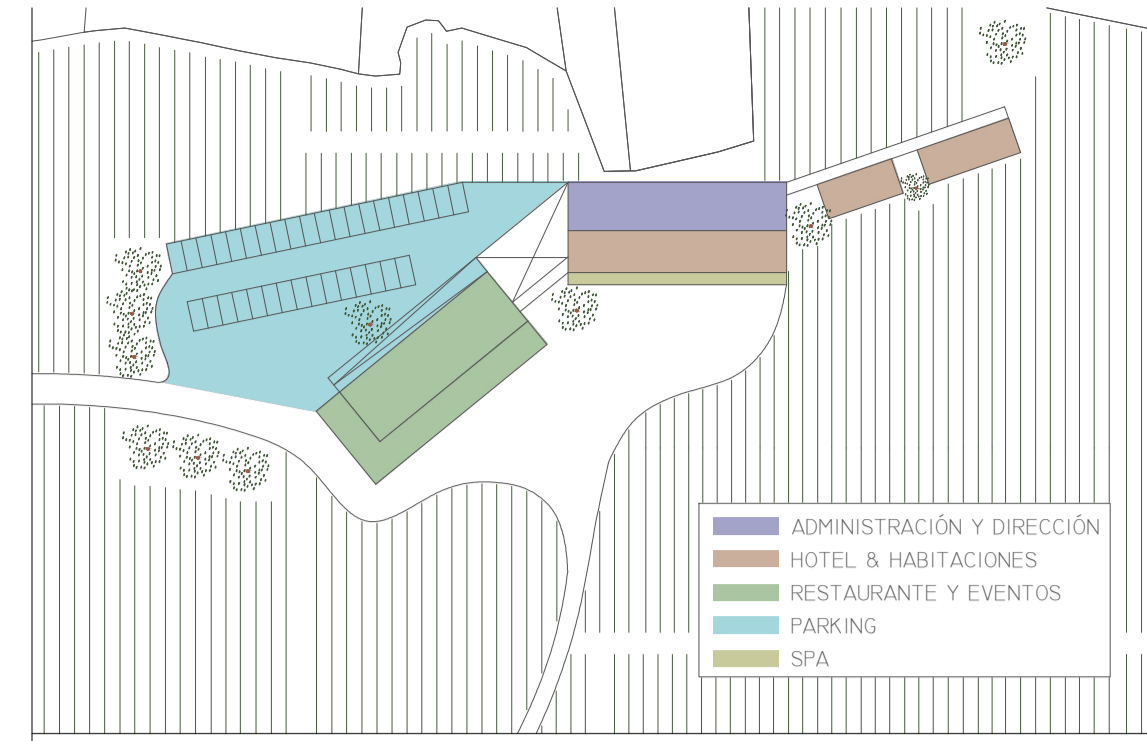 ADMINISTRACIÓN Y DIRECCIÓN
HOTEL & HABITACIONES
RESTAURANTE Y EVENTOS
PARKING
SPA